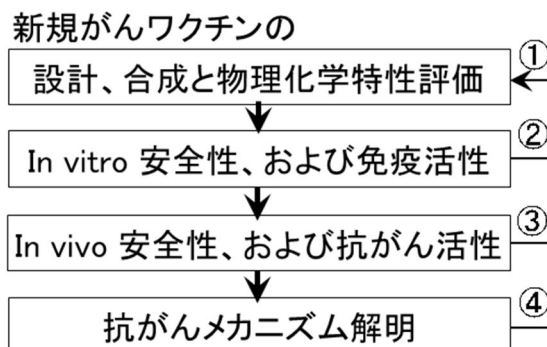 新規がんワクチンの
①
設計、合成と物理化学特性評価
②
In vitro 安全性、および免疫活性
③
In vivo 安全性、および抗がん活性
④
抗がんメカニズム解明